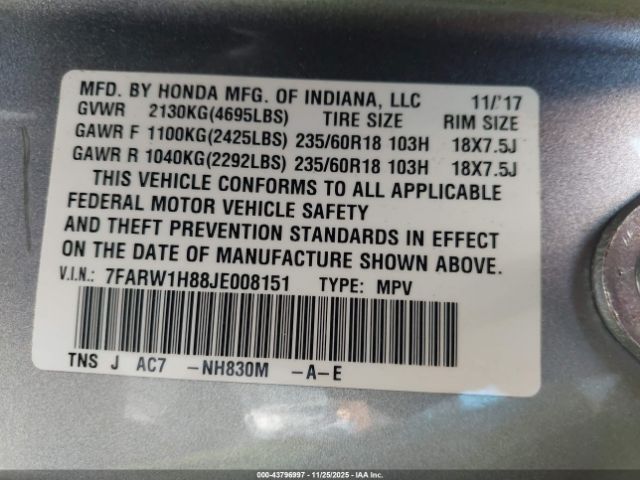 MFD. BY HONDA MFG. OF INDIANA, LLC 11/'17
GVWR 2130KG(4695LBS) TIRE SIZE RIM SIZE
GAWR F 1100KG(2425LBS) 235/60R18 103H 18X7.5J
GAWR R 1040KG(2292LBS) 235/60R18 103H 18X7.5J
THIS VEHICLE CONFORMS TO ALL APPLICABLE
FEDERAL MOTOR VEHICLE SAFETY
AND THEFT PREVENTION STANDARDS IN EFFECT
ON THE DATE OF MANUFACTURE SHOWN ABOVE.
V.I.N.: 7FARW1H88JE008151 TYPE: MPV
TNS J AC7 -NH830M -A-E
000-43796997 - 11/25/2025 - IAAI.COM